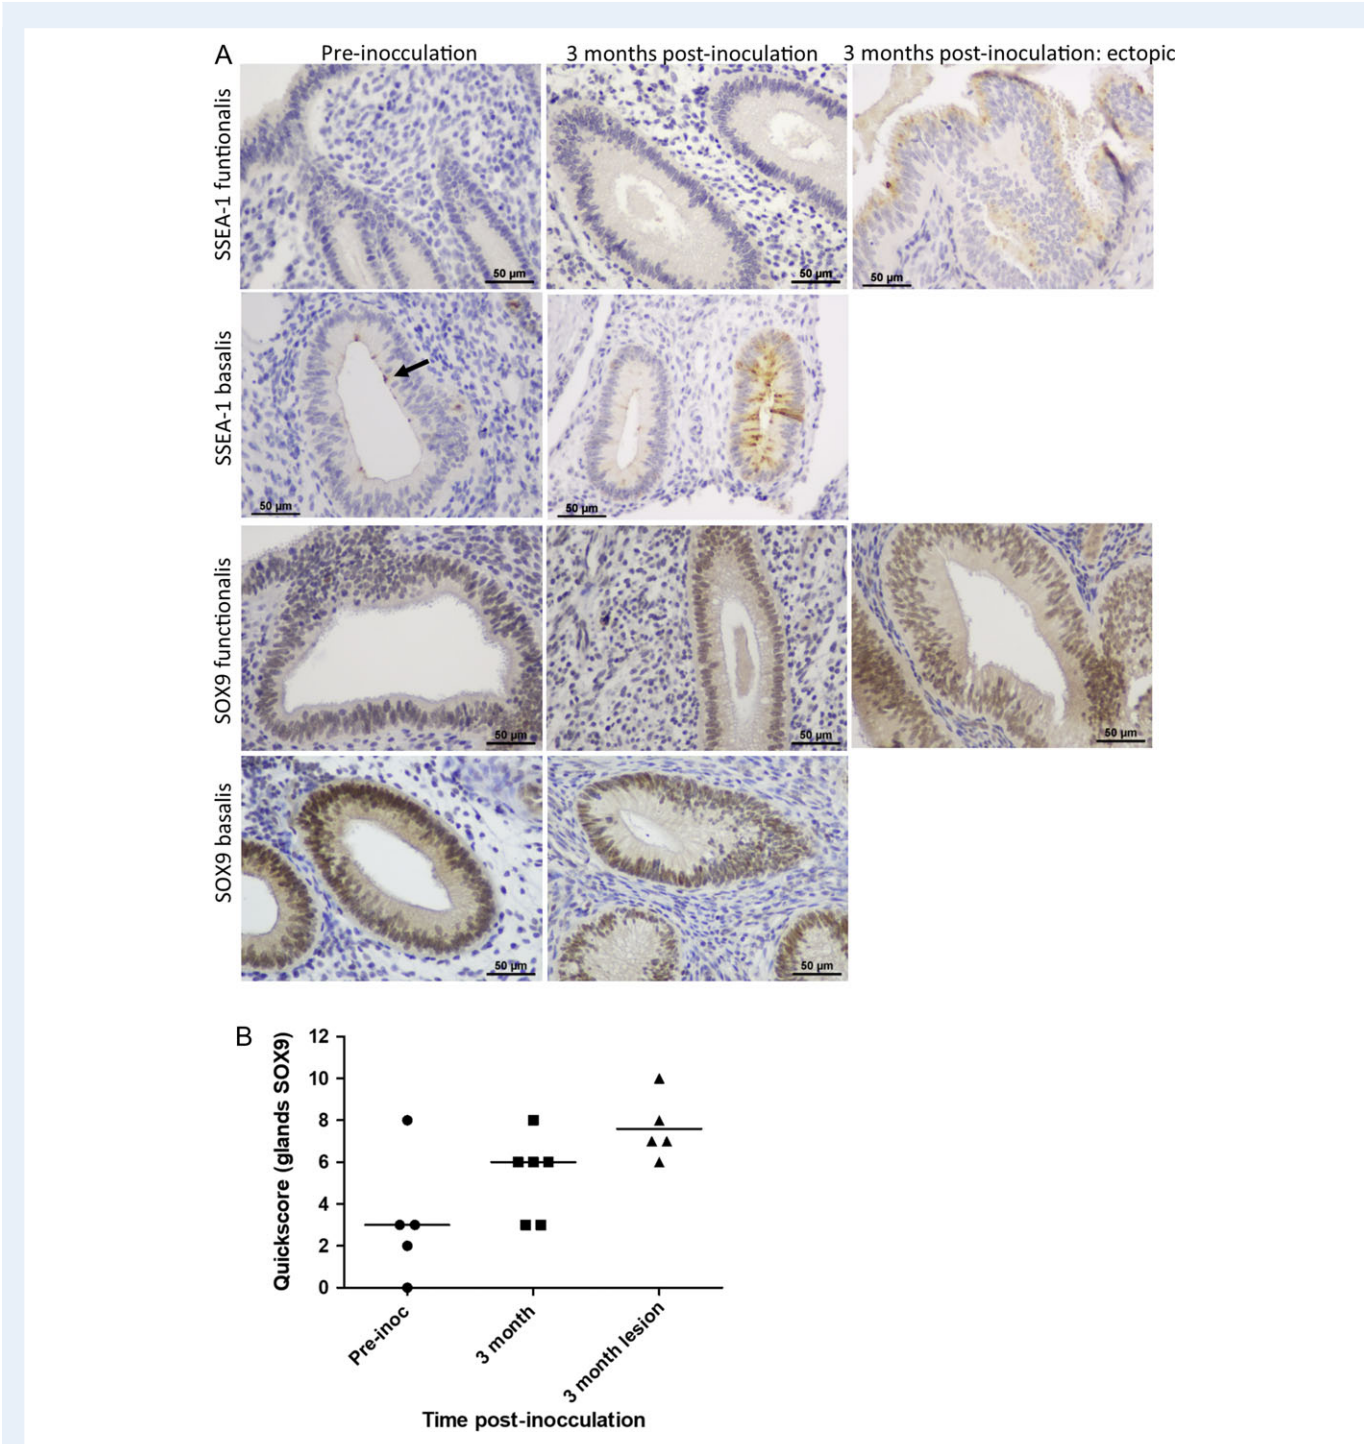 A
Pre-inocculation
3 months post-inoculation
3 months post-inoculation: ectopic
SSEA-1 funtionalis
50 µm
50 µm
50 µm
SSEA-1 basalis
50 µm
50 µm
SOX9 functionalis
50 µm
50 µm
50 µm
SOX9 basalis
50 µm
50 µm
B
Quickscore (glands SOX9)
12
10
8
6
4
2
0
Pre-inoc
3 month
3 month lesion
Time post-inocculation